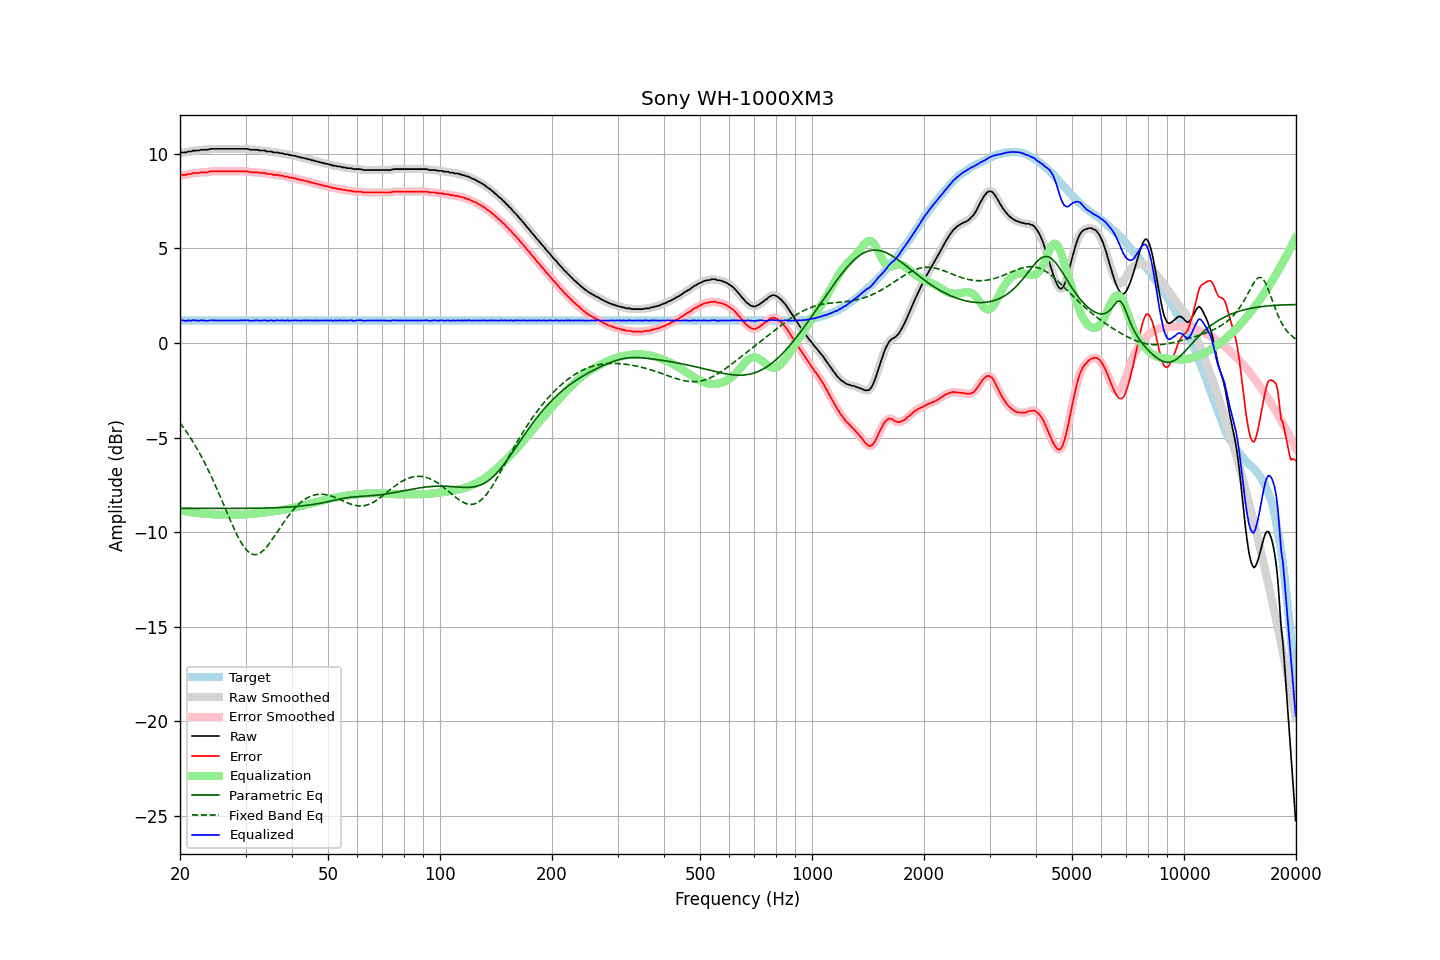 Sony WH-1000XM3
Amplitude (dBr)
10
5
0
−5
−10
−15
−20
−25
Target
Raw Smoothed
Error Smoothed
Raw
Error
Equalization
Parametric Eq
Fixed Band Eq
Equalized
20 50 100 200 500 1000 2000 5000 10000 20000
Frequency (Hz)